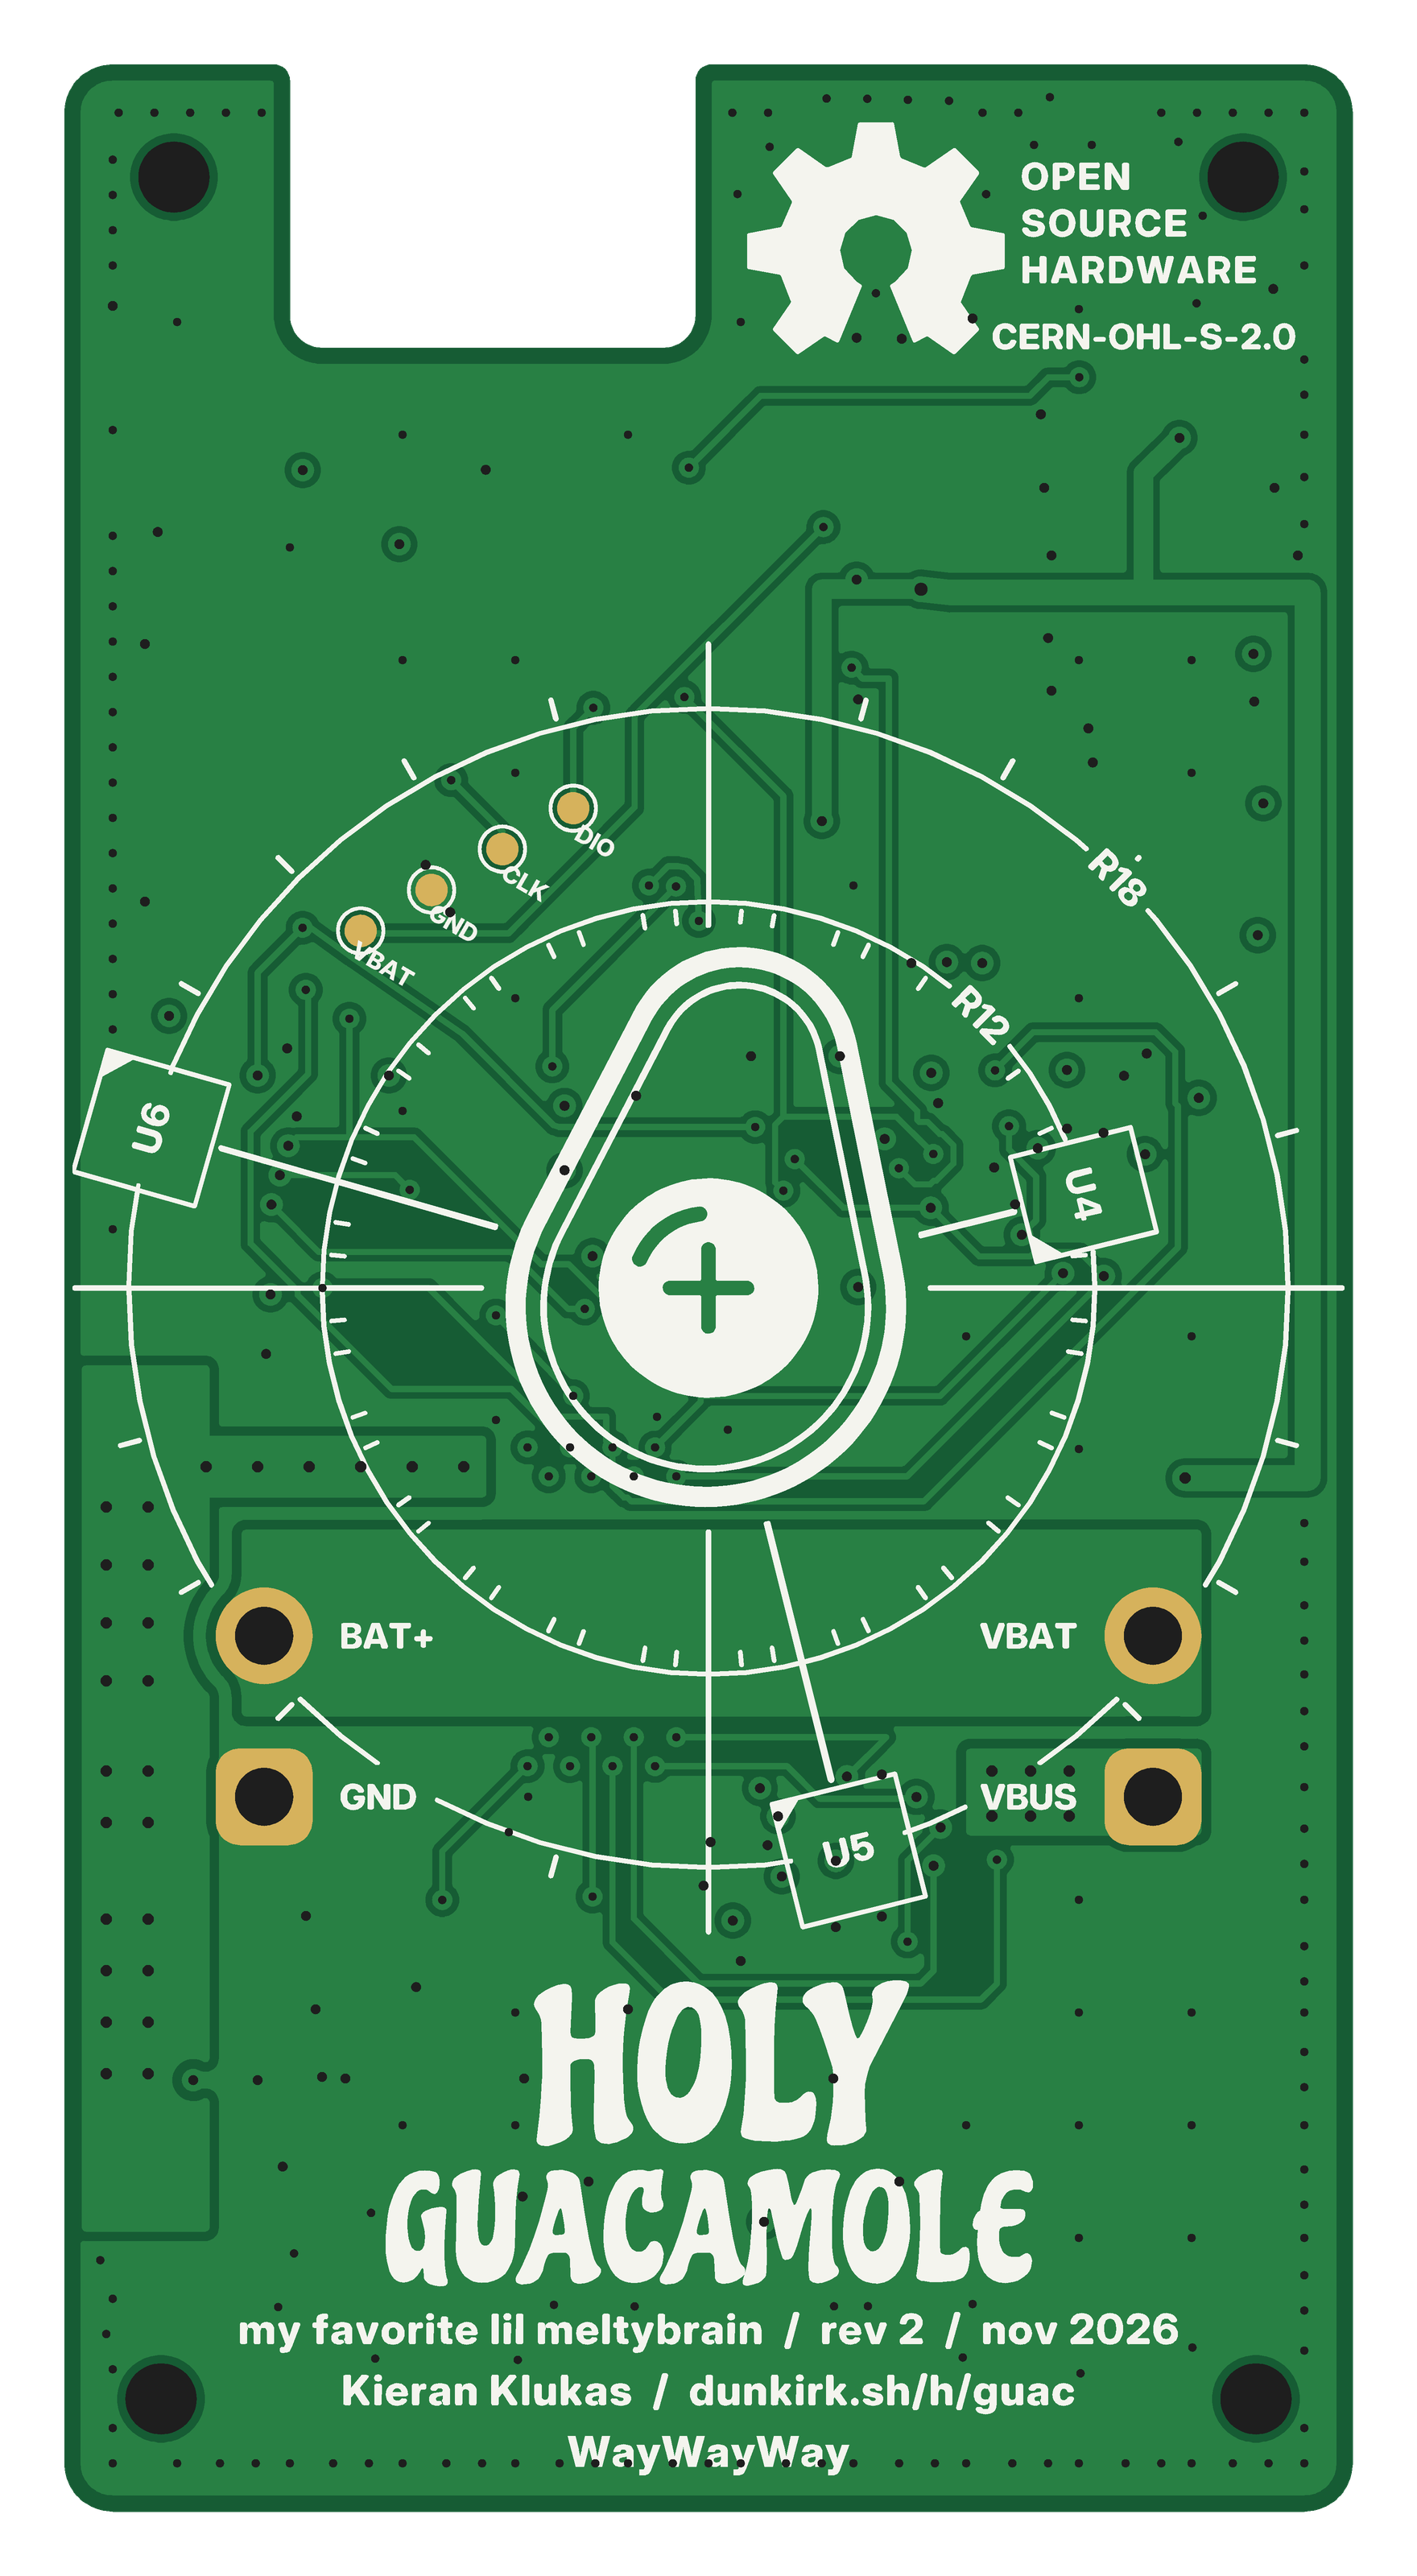 OPEN
SOURCE
HARDWARE
CERN-OHL-S-2.0
DIO
CLK
GND
VBAT
R18
R12
U6
U4
BAT+
VBAT
GND
VBUS
U5
HOLY
GUACAMOLE
my favorite lil meltybrain / rev 2 / nov 2026
Kieran Klukas / dunkirk.sh/h/guac
WayWayWay